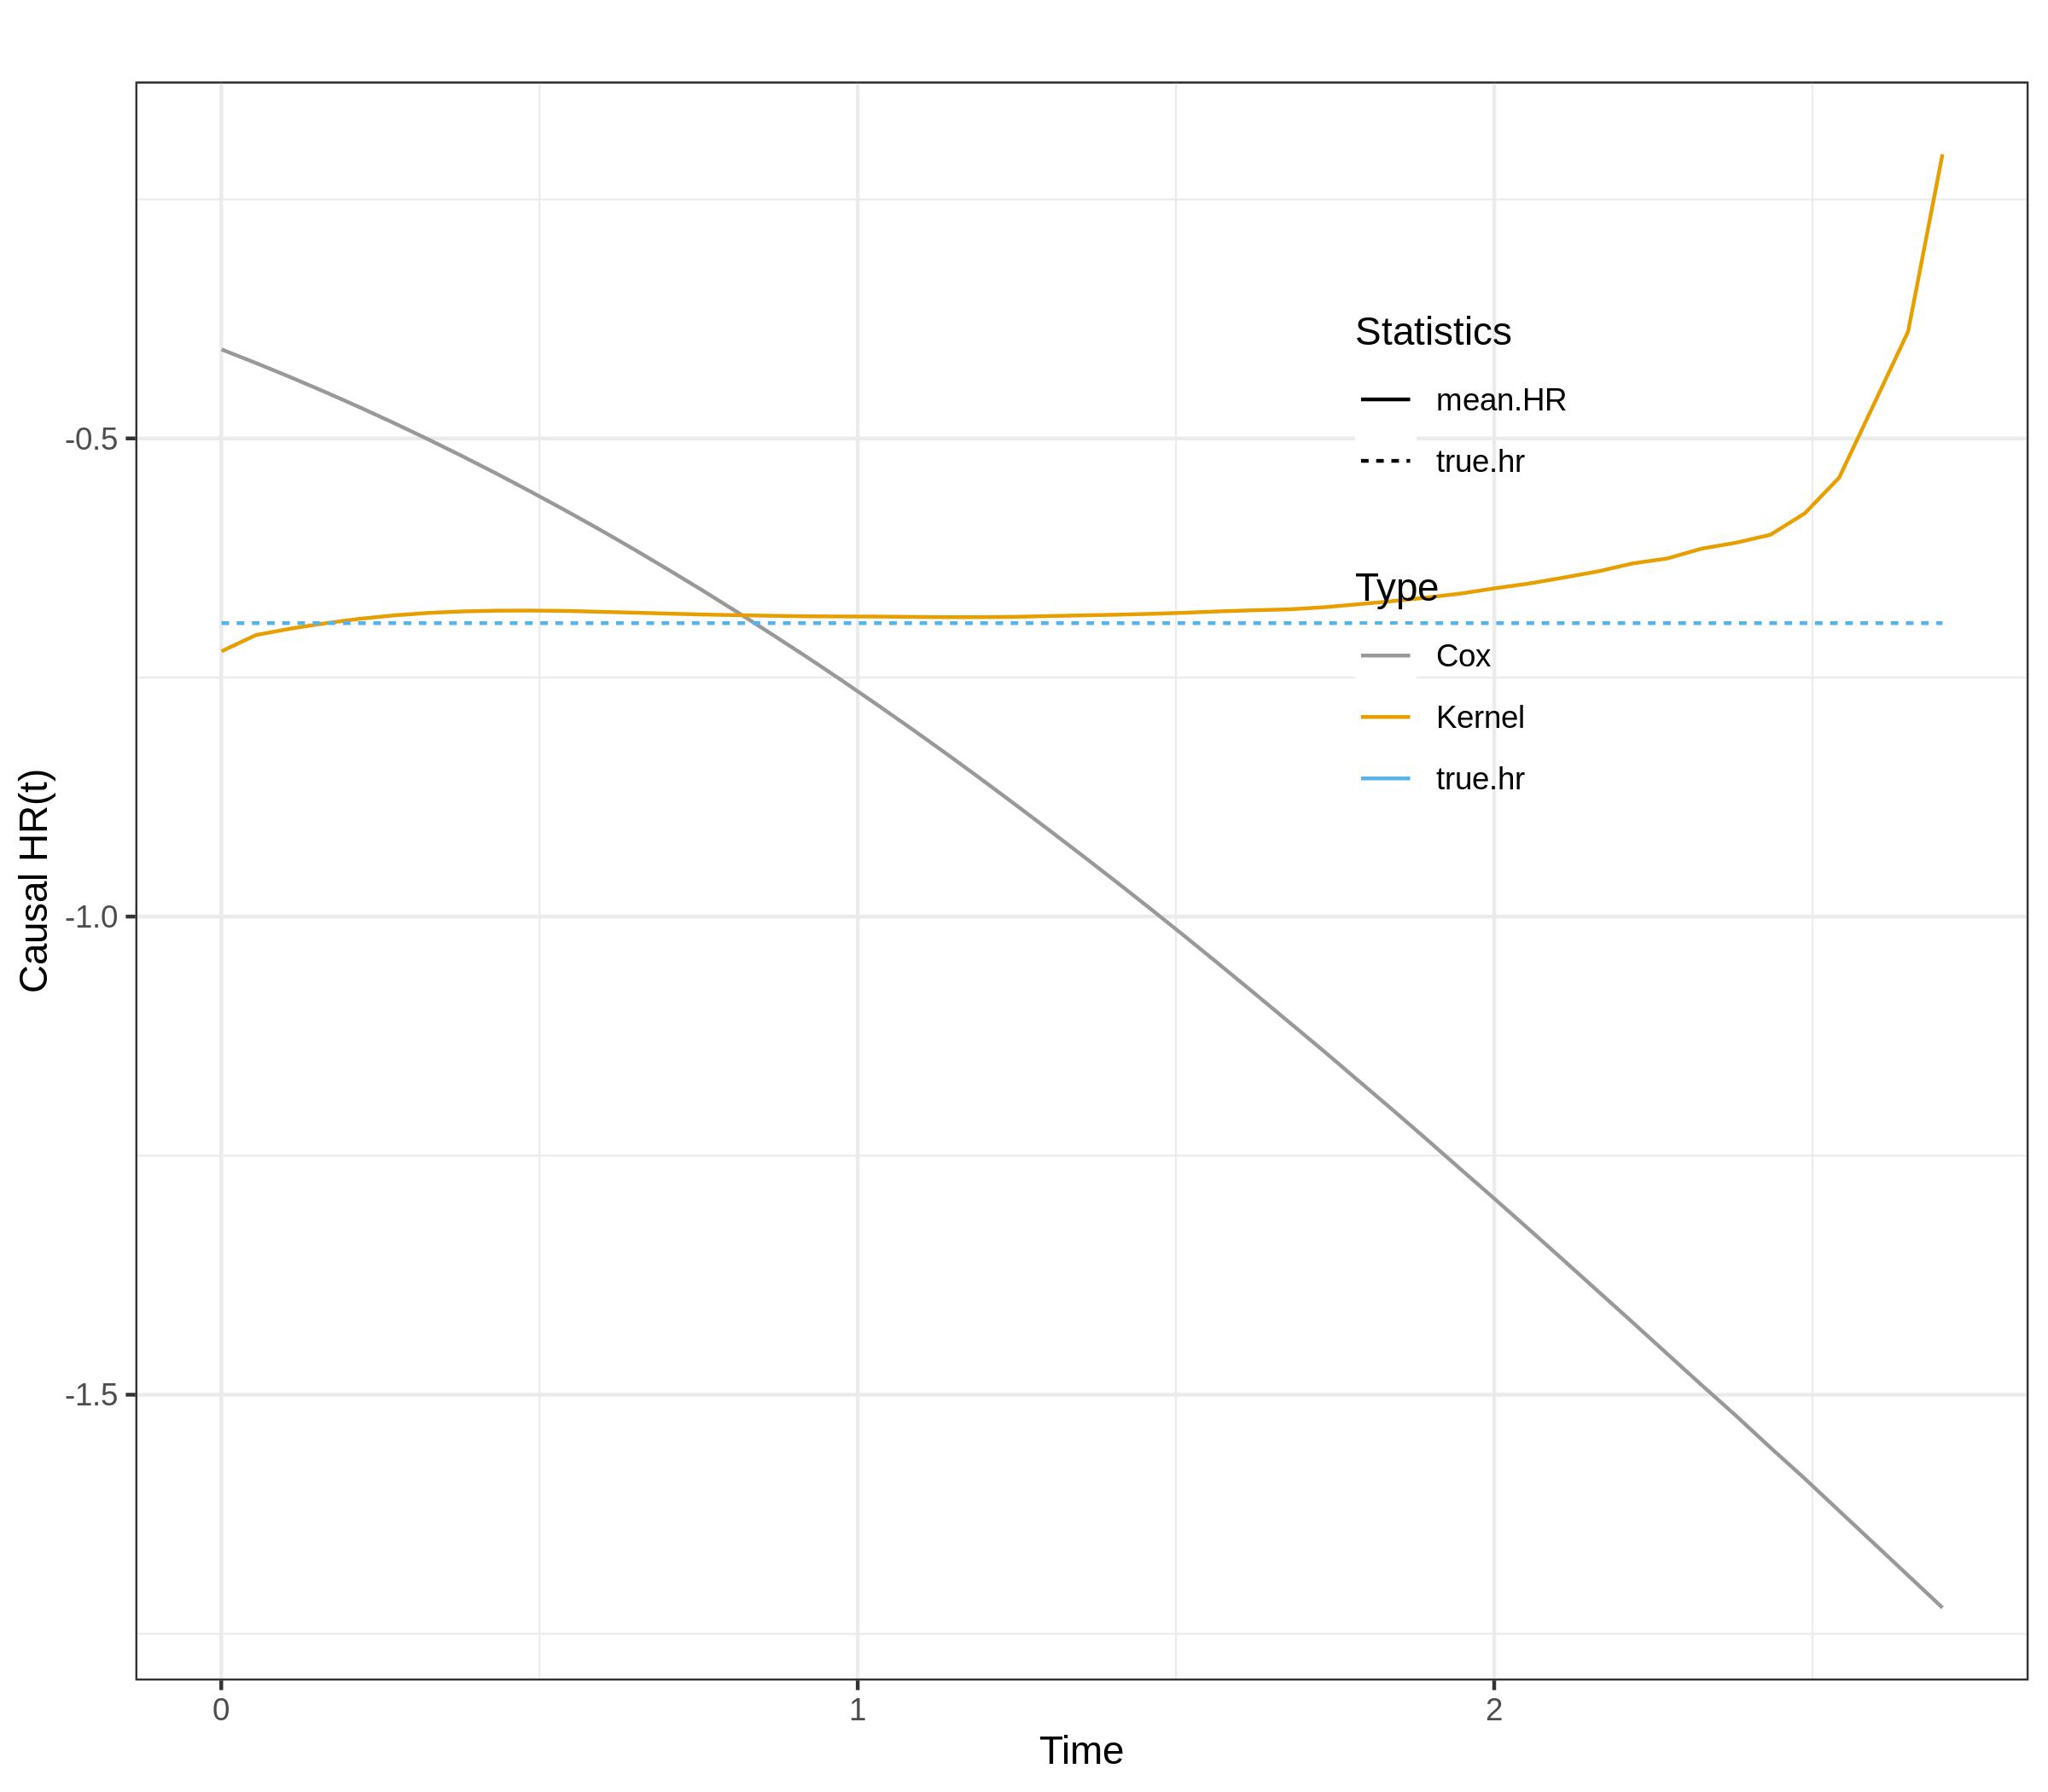 Statistics
mean.HR
true.hr
Type
Cox
Kernel
true.hr
Causal HR(t)
-0.5
-1.0
-1.5
0
1
2
Time